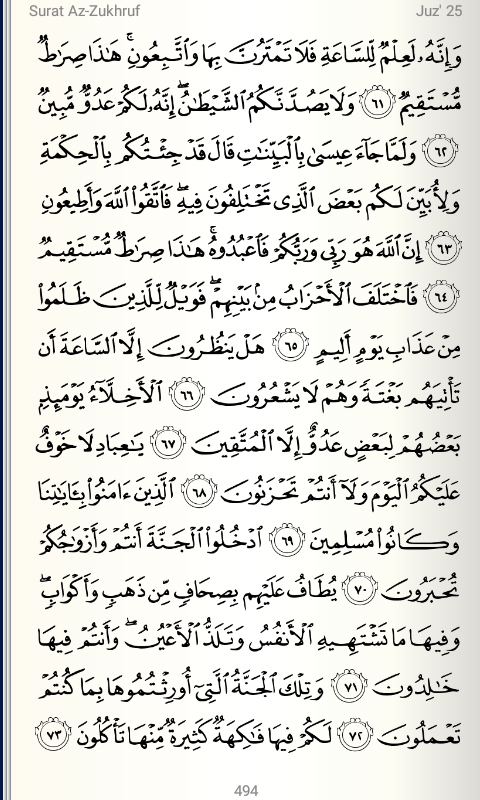 Surat Az-Zukhruf
Juz' 25
وَإِنَّهُۥ لَعِلْمٌ لِّلسَّاعَةِ فَلَا تَمْتَرُنَّ بِهَا وَٱتَّبِعُونِ ۚ هَـٰذَا صِرَٰطٌ
مُّسْتَقِيمٌ ٦١ وَلَا يَصُدَّنَّكُمُ ٱلشَّيْطَـٰنُ ۖ إِنَّهُۥ لَكُمْ عَدُوٌّ مُّبِينٌ
٦٢ وَلَمَّا جَآءَ عِيسَىٰ بِٱلْبَيِّنَـٰتِ قَالَ قَدْ جِئْتُكُم بِٱلْحِكْمَةِ
وَلِأُبَيِّنَ لَكُم بَعْضَ ٱلَّذِى تَخْتَلِفُونَ فِيهِ ۖ فَٱتَّقُوا۟ ٱللَّهَ وَأَطِيعُونِ
٦٣ إِنَّ ٱللَّهَ هُوَ رَبِّى وَرَبُّكُمْ فَٱعْبُدُوهُ ۚ هَـٰذَا صِرَٰطٌ مُّسْتَقِيمٌ
٦٤ فَٱخْتَلَفَ ٱلْأَحْزَابُ مِنۢ بَيْنِهِمْ ۖ فَوَيْلٌ لِّلَّذِينَ ظَلَمُوا۟
مِنْ عَذَابِ يَوْمٍ أَلِيمٍ ٦٥ هَلْ يَنظُرُونَ إِلَّا ٱلسَّاعَةَ أَن
تَأْتِيَهُم بَغْتَةً وَهُمْ لَا يَشْعُرُونَ ٦٦ ٱلْأَخِلَّآءُ يَوْمَئِذٍۭ
بَعْضُهُمْ لِبَعْضٍ عَدُوٌّ إِلَّا ٱلْمُتَّقِينَ ٦٧ يَـٰعِبَادِ لَا خَوْفٌ
عَلَيْكُمُ ٱلْيَوْمَ وَلَآ أَنتُمْ تَحْزَنُونَ ٦٨ ٱلَّذِينَ ءَامَنُوا۟ بِـَٔايَـٰتِنَا
وَكَانُوا۟ مُسْلِمِينَ ٦٩ ٱدْخُلُوا۟ ٱلْجَنَّةَ أَنتُمْ وَأَزْوَٰجُكُمْ
تُحْبَرُونَ ٧٠ يُطَافُ عَلَيْهِم بِصِحَافٍ مِّن ذَهَبٍ وَأَكْوَابٍ ۖ
وَفِيهَا مَا تَشْتَهِيهِ ٱلْأَنفُسُ وَتَلَذُّ ٱلْأَعْيُنُ ۖ وَأَنتُمْ فِيهَا
خَـٰلِدُونَ ٧١ وَتِلْكَ ٱلْجَنَّةُ ٱلَّتِىٓ أُورِثْتُمُوهَا بِمَا كُنتُمْ
تَعْمَلُونَ ٧٢ لَكُمْ فِيهَا فَـٰكِهَةٌ كَثِيرَةٌ مِّنْهَا تَأْكُلُونَ ٧٣
494